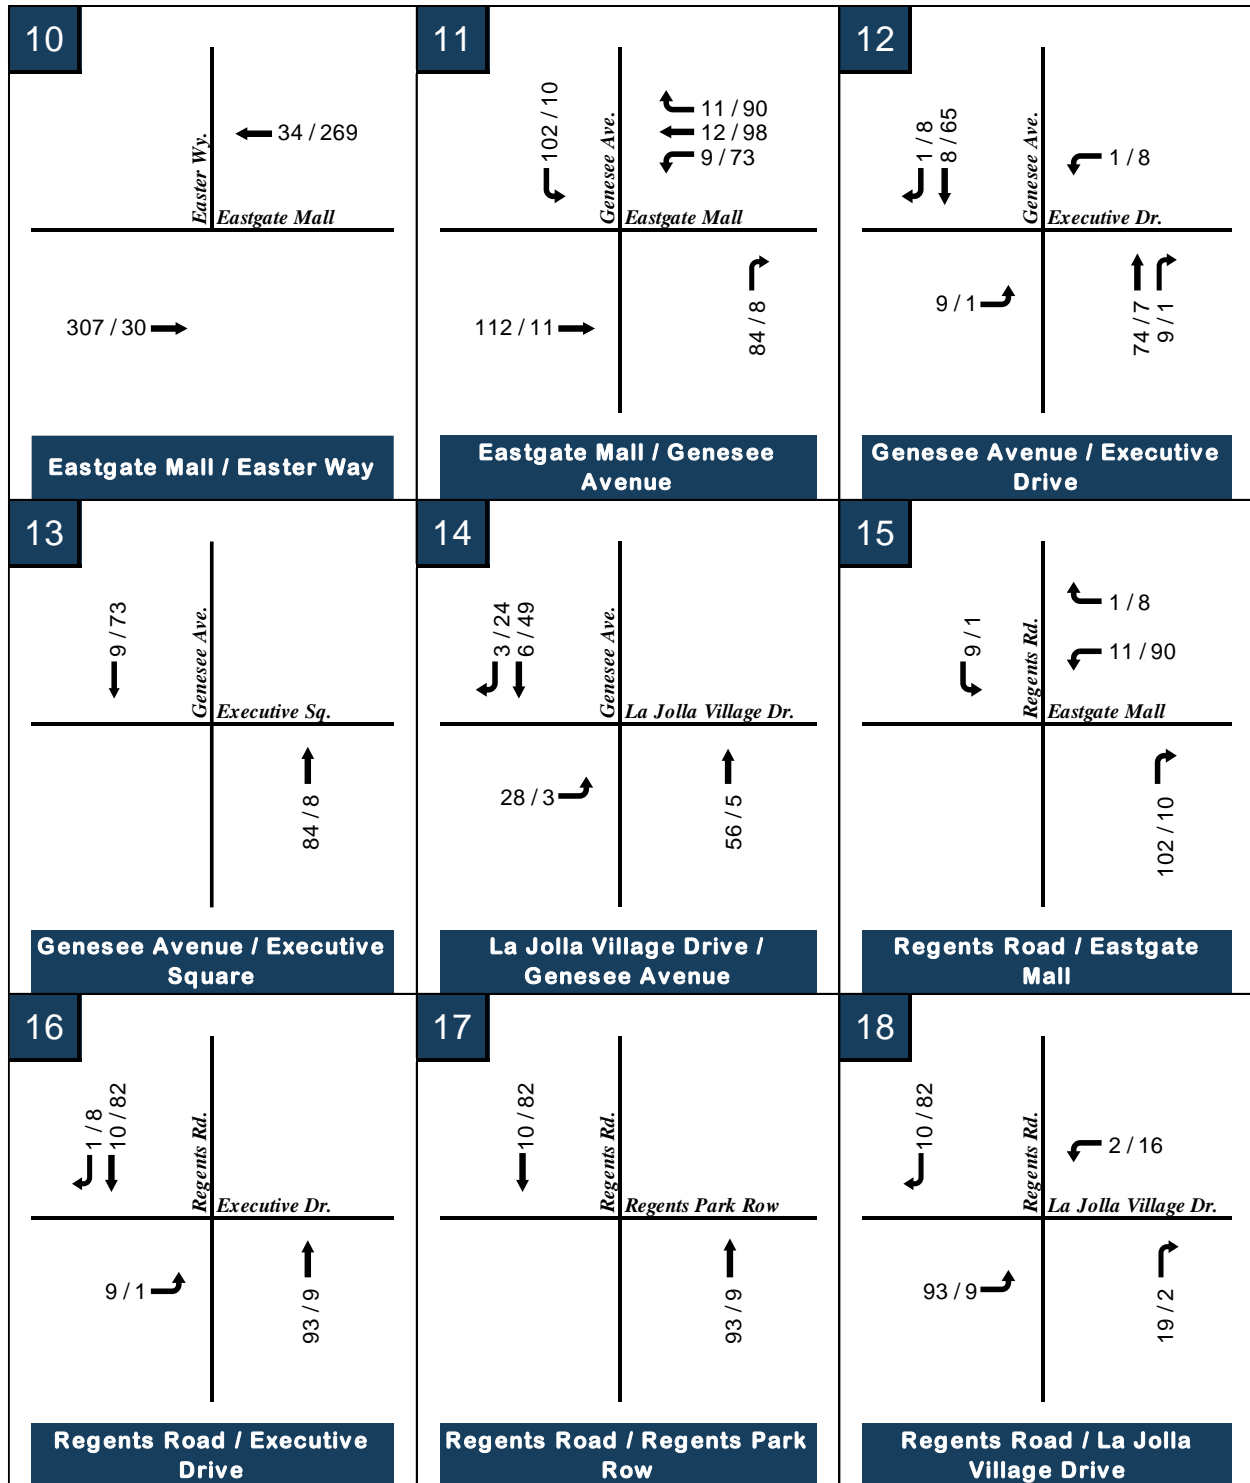 10
34 / 269
Easter Wy.
Eastgate Mall
307 / 30
Eastgate Mall / Easter Way
11
102 / 10
11 / 90
12 / 98
9 / 73
Genesee Ave.
Eastgate Mall
112 / 11
84 / 8
Eastgate Mall / Genesee
Avenue
12
1 / 8
8 / 65
Genesee Ave.
1 / 8
Executive Dr.
9 / 1
74 / 7
9 / 1
Genesee Avenue / Executive
Drive
13
9 / 73
Genesee Ave.
Executive Sq.
84 / 8
Genesee Avenue / Executive
Square
14
3 / 24
6 / 49
Genesee Ave.
La Jolla Village Dr.
28 / 3
56 / 5
La Jolla Village Drive /
Genesee Avenue
15
9 / 1
1 / 8
11 / 90
Regents Rd.
Eastgate Mall
102 / 10
Regents Road / Eastgate
Mall
16
1 / 8
10 / 82
Regents Rd.
Executive Dr.
9 / 1
93 / 9
Regents Road / Executive
Drive
17
10 / 82
Regents Rd.
Regents Park Row
93 / 9
Regents Road / Regents Park
Row
18
10 / 82
Regents Rd.
2 / 16
La Jolla Village Dr.
93 / 9
19 / 2
Regents Road / La Jolla
Village Drive